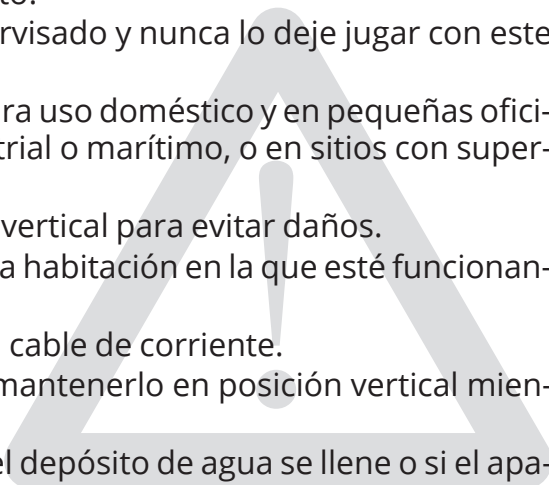 rvisado y nunca lo deje jugar con este
ra uso doméstico y en pequeñas ofici-
trial o marítimo, o en sitios con super-
vertical para evitar daños.
a habitación en la que esté funcionan-
cable de corriente.
mantenerlo en posición vertical mien-
el depósito de agua se llene o si el apa-